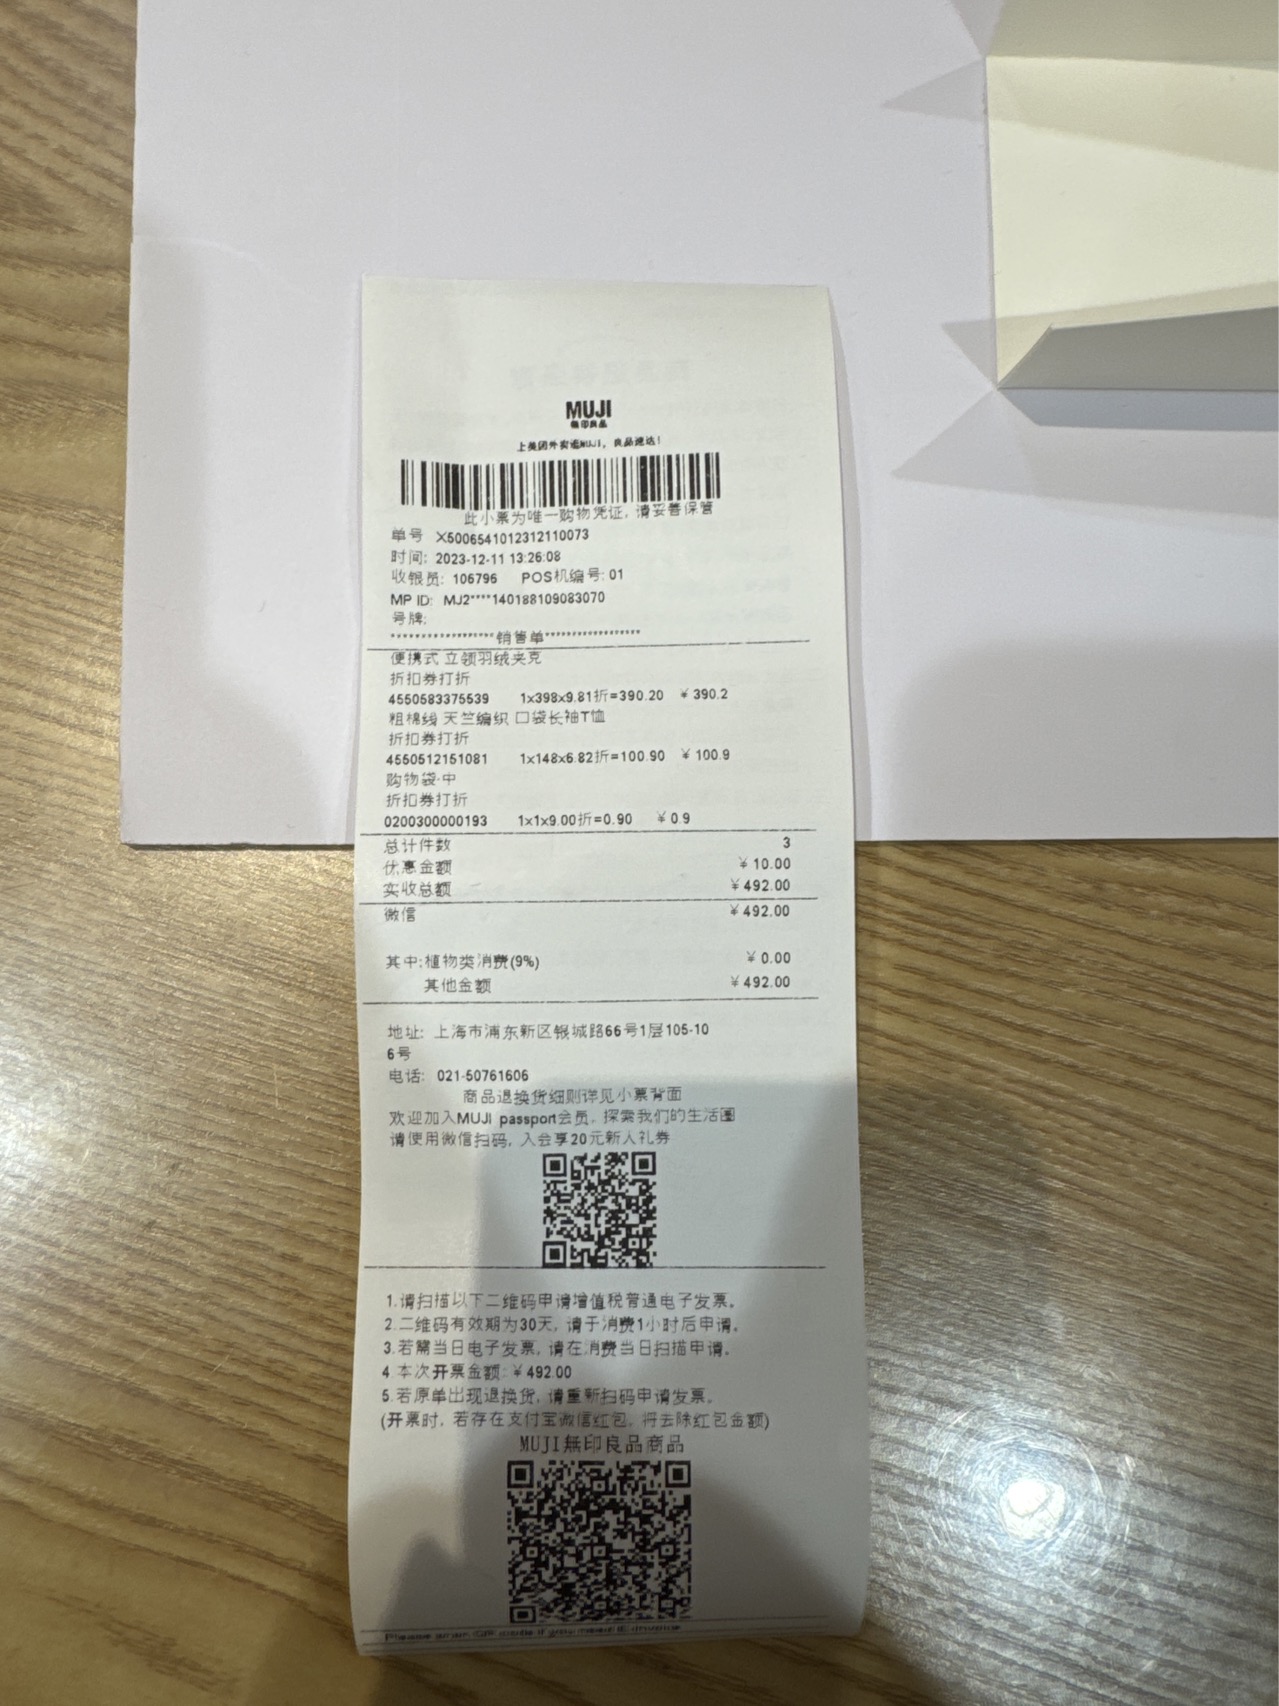 MUJI
無印良品
上美团外卖逛MUJI，良品速达！
此小票为唯一购物凭证，请妥善保管
单号 X5006541012312110073
时间: 2023-12-11 13:26:08
收银员: 106796 POS机编号: 01
MP ID: MJ2****140188109083070
号牌:
******************销售单******************
便携式 立领羽绒夹克
折扣券打折
4550583375539 1x398x9.81折=390.20 ￥390.2
粗棉线 天竺编织 口袋长袖T恤
折扣券打折
4550512151081 1x148x6.82折=100.90 ￥100.9
购物袋·中
折扣券打折
0200300000193 1x1x9.00折=0.90 ￥0.9
总计件数 3
优惠金额 ￥10.00
实收总额 ￥492.00
微信 ￥492.00
其中:植物类消费(9%) ￥0.00
其他金额 ￥492.00
地址: 上海市浦东新区银城路66号1层105-10
6号
电话: 021-50761606
商品退换货细则详见小票背面
欢迎加入MUJI passport会员，探索我们的生活圈
请使用微信扫码，入会享20元新人礼券
1.请扫描以下二维码申请增值税普通电子发票。
2.二维码有效期为30天，请于消费1小时后申请。
3.若需当日电子发票，请在消费当日扫描申请。
4.本次开票金额:￥492.00
5.若原单出现退换货，请重新扫码申请发票。
(开票时，若存在支付宝微信红包，将去除红包金额)
MUJI無印良品商品
Please scan QR code if you need E-invoice